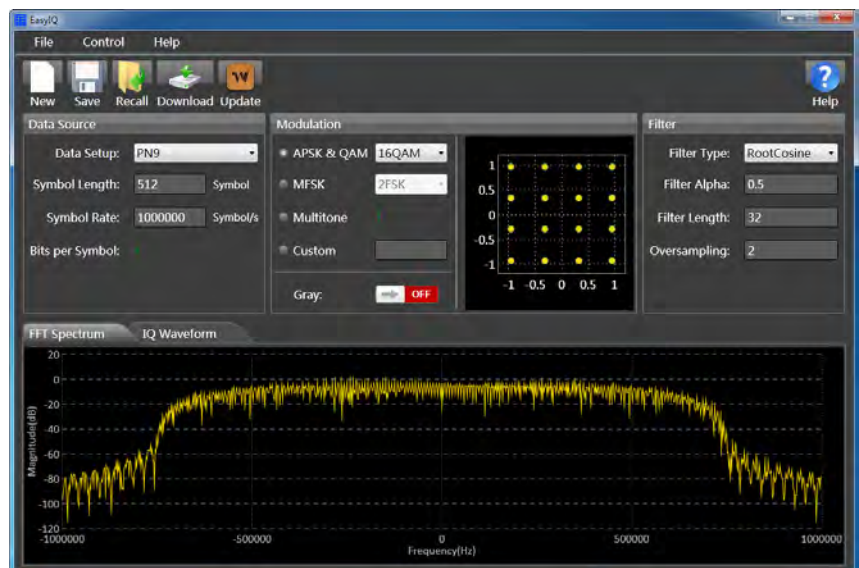 EasyIQ
File Control Help
New Save Recall Download Update Help
Data Source
Data Setup: PN9
Symbol Length: 512 Symbol
Symbol Rate: 1000000 Symbol/s
Bits per Symbol:
Modulation
APSK & QAM 16QAM
MFSK 2FSK
Multitone
Custom
Gray: OFF
1
0.5
0
-0.5
-1
-1 -0.5 0 0.5 1
Filter
Filter Type: RootCosine
Filter Alpha: 0.5
Filter Length: 32
Oversampling: 2
FFT Spectrum IQ Waveform
Magnitude(dB)
20
0
-20
-40
-60
-80
-100
-120
-1000000 -500000 0 500000 1000000
Frequency(Hz)